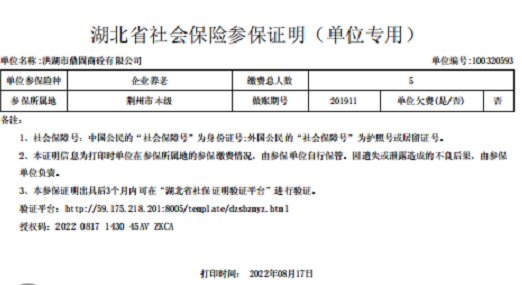 湖北省社会保险参保证明（单位专用）
单位名称:洪湖市鼎固商砼有限公司 单位编号:100320593
单位参保险种 企业养老 缴费总人数 5
参保所属地 荆州市本级 做账期号 201911 单位欠费(是/否) 否
备注:
1、社会保障号: 中国公民的“社会保障号”为身份证号;外国公民的“社会保障号”为护照号或居留证号。
2、本证明信息为打印时单位在参保所属地的参保缴费情况, 由参保单位自行保管。因遗失或泄露造成的不良后果, 由参保
单位负责。
3、本参保证明出具后3个月内可在“湖北省社保证明验证平台”进行验证。
验证平台: http://59.175.218.201:8005/template/dzsbzmyz.html
授权码: 2022 0817 1430 45AV ZKCA
打印时间: 2022年08月17日